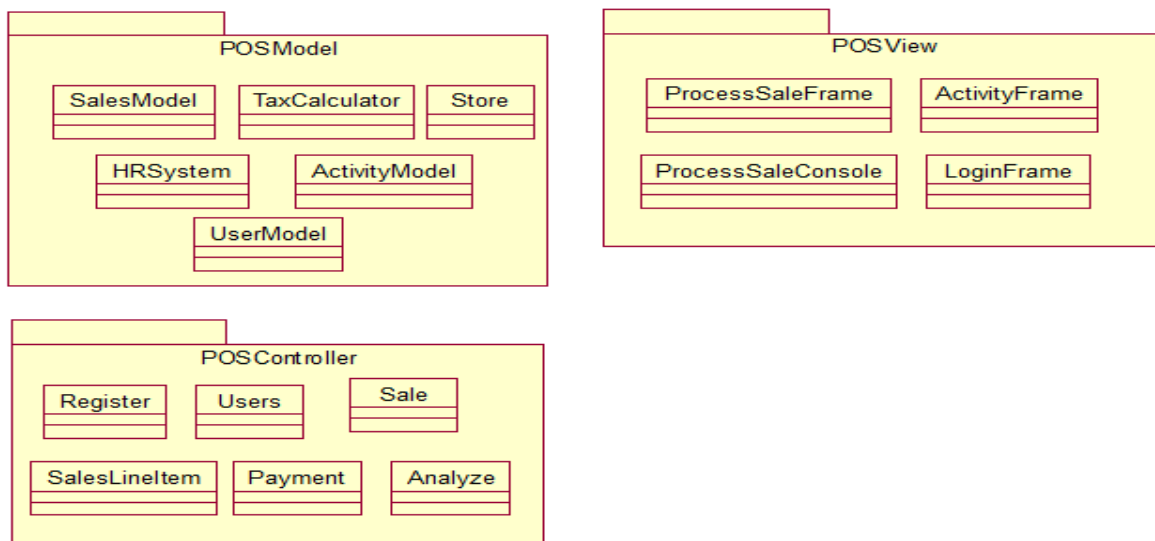 POSModel
SalesModel TaxCalculator Store
HRSystem ActivityModel
UserModel
POSView
ProcessSaleFrame ActivityFrame
ProcessSaleConsole LoginFrame
POSController
Register Users Sale
SalesLineItem Payment Analyze